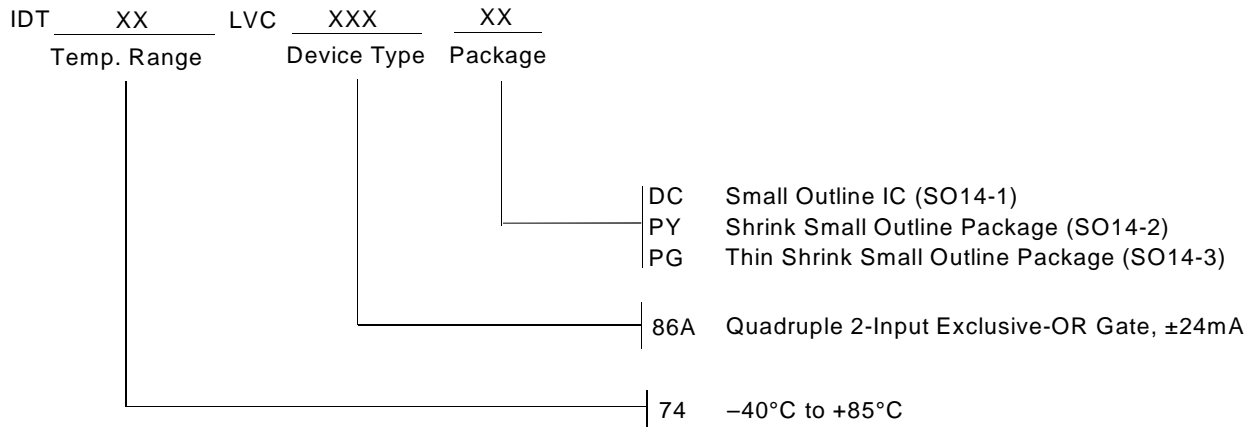 IDT XX LVC XXX XX
Temp. Range Device Type Package
DC Small Outline IC (SO14-1)
PY Shrink Small Outline Package (SO14-2)
PG Thin Shrink Small Outline Package (SO14-3)
86A Quadruple 2-Input Exclusive-OR Gate, ±24mA
74 –40°C to +85°C